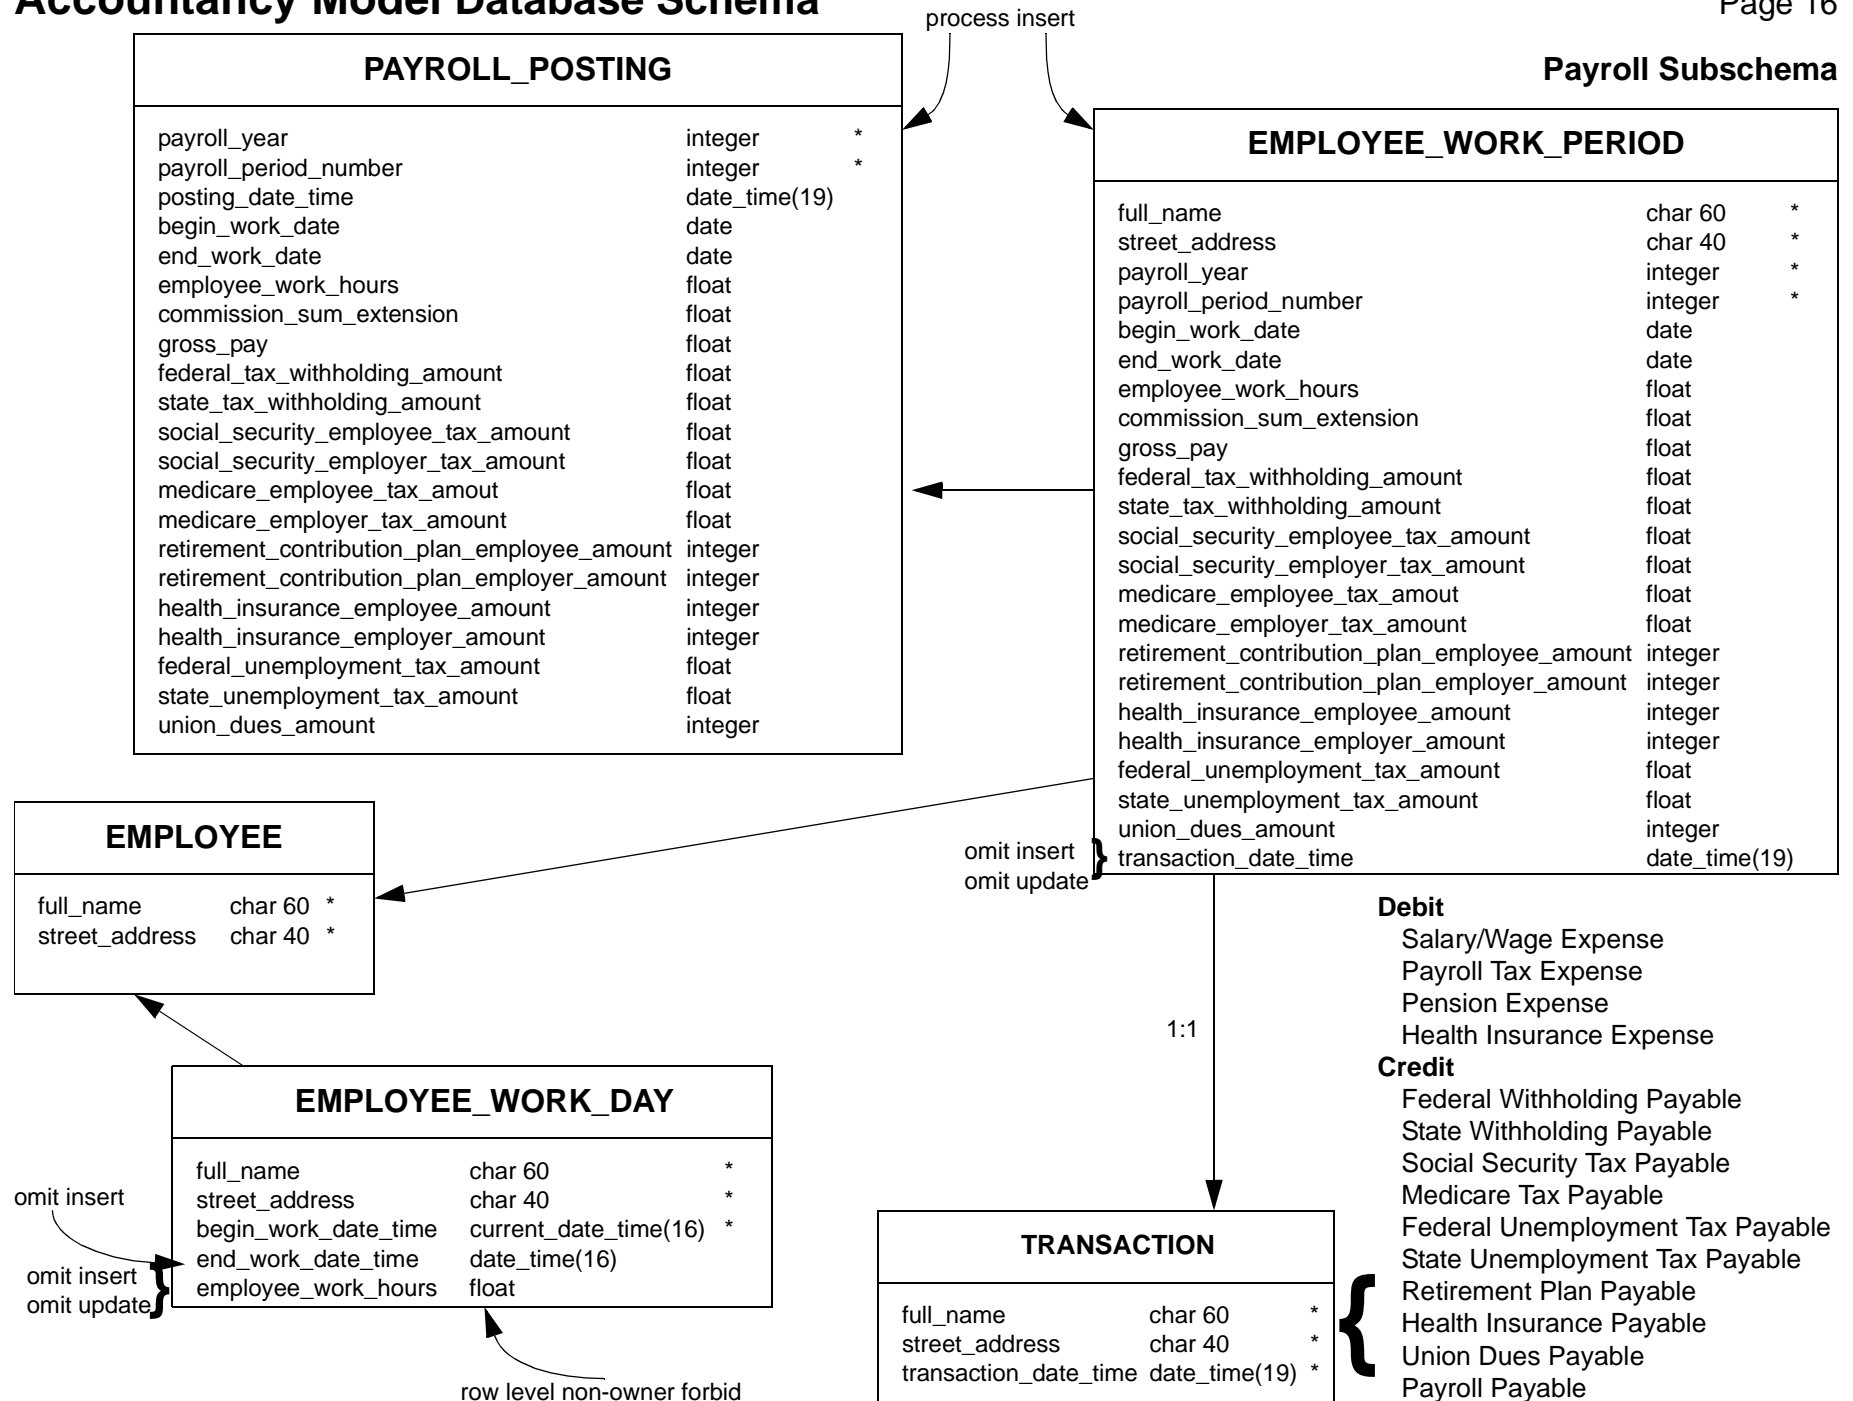 Accountancy Model Database Schema
Page 16
process insert
Payroll Subschema
PAYROLL_POSTING
payroll_year integer *
payroll_period_number integer *
posting_date_time date_time(19)
begin_work_date date
end_work_date date
employee_work_hours float
commission_sum_extension float
gross_pay float
federal_tax_withholding_amount float
state_tax_withholding_amount float
social_security_employee_tax_amount float
social_security_employer_tax_amount float
medicare_employee_tax_amout float
medicare_employer_tax_amount float
retirement_contribution_plan_employee_amount integer
retirement_contribution_plan_employer_amount integer
health_insurance_employee_amount integer
health_insurance_employer_amount integer
federal_unemployment_tax_amount float
state_unemployment_tax_amount float
union_dues_amount integer
EMPLOYEE_WORK_PERIOD
full_name char 60 *
street_address char 40 *
payroll_year integer *
payroll_period_number integer *
begin_work_date date
end_work_date date
employee_work_hours float
commission_sum_extension float
gross_pay float
federal_tax_withholding_amount float
state_tax_withholding_amount float
social_security_employee_tax_amount float
social_security_employer_tax_amount float
medicare_employee_tax_amout float
medicare_employer_tax_amount float
retirement_contribution_plan_employee_amount integer
retirement_contribution_plan_employer_amount integer
health_insurance_employee_amount integer
health_insurance_employer_amount integer
federal_unemployment_tax_amount float
state_unemployment_tax_amount float
union_dues_amount integer
transaction_date_time date_time(19)
omit insert
omit update
}
EMPLOYEE
full_name char 60 *
street_address char 40 *
1:1
Debit
Salary/Wage Expense
Payroll Tax Expense
Pension Expense
Health Insurance Expense
Credit
Federal Withholding Payable
State Withholding Payable
Social Security Tax Payable
Medicare Tax Payable
Federal Unemployment Tax Payable
State Unemployment Tax Payable
Retirement Plan Payable
Health Insurance Payable
Union Dues Payable
Payroll Payable
{
EMPLOYEE_WORK_DAY
full_name char 60 *
street_address char 40 *
begin_work_date_time current_date_time(16) *
end_work_date_time date_time(16)
employee_work_hours float
omit insert
omit insert
omit update
}
row level non-owner forbid
TRANSACTION
full_name char 60 *
street_address char 40 *
transaction_date_time date_time(19) *